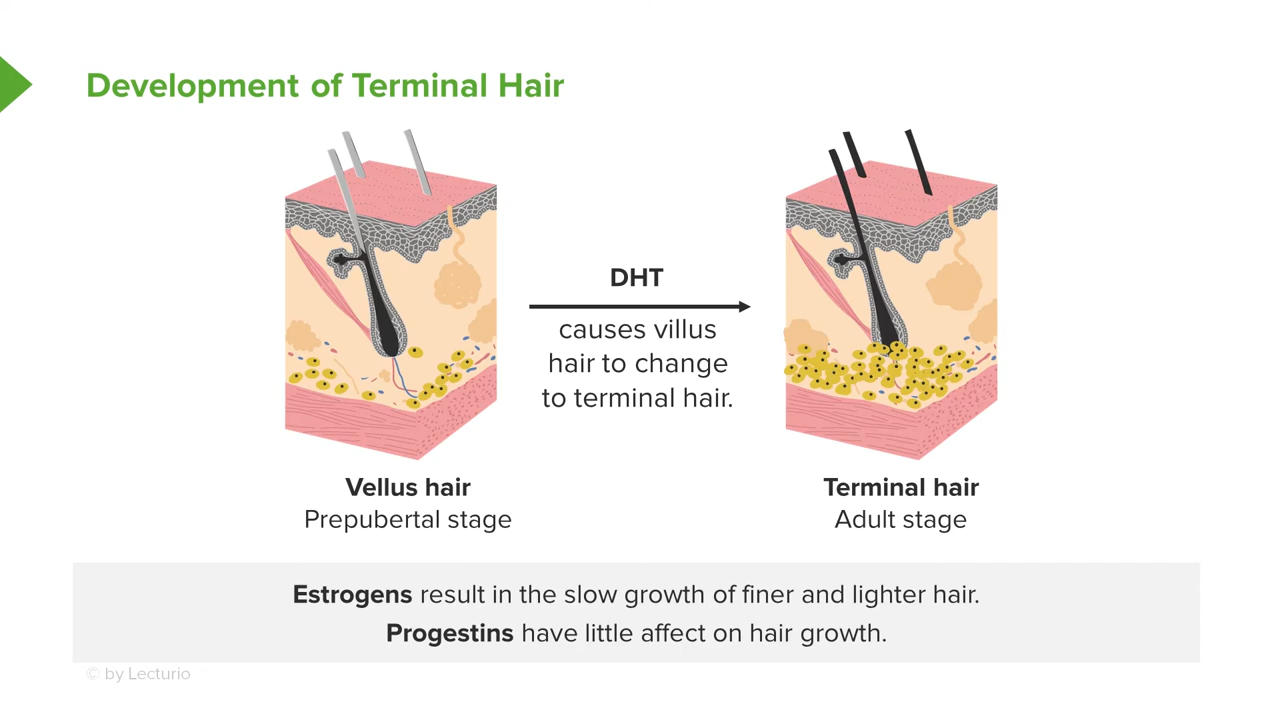 Development of Terminal Hair
DHT
causes villus
hair to change
to terminal hair.
Vellus hair
Prepubertal stage
Terminal hair
Adult stage
Estrogens result in the slow growth of finer and lighter hair.
Progestins have little affect on hair growth.
© by Lecturio